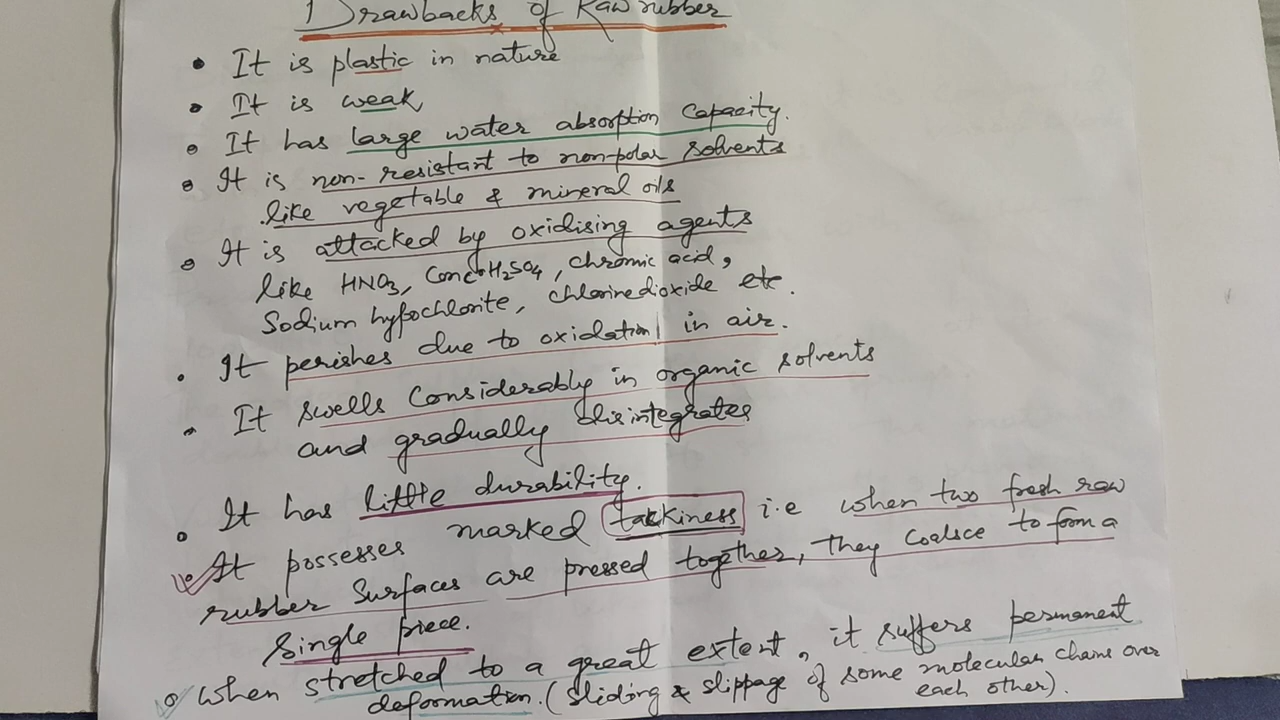 Drawbacks of Raw rubber
• It is plastic in nature
• It is weak
• It has large water absorption capacity.
• It is non-resistant to non-polar solvents
like vegetable & mineral oils
• It is attacked by oxidising agents
like HNO3, Conc. H2SO4, chromic acid,
Sodium hypochlorite, chlorinedioxide etc.
• It perishes due to oxidation in air.
• It swells considerably in organic solvents
and gradually disintegrates
• It has little durability.
• It possesses marked tackiness i.e when two fresh raw
rubber surfaces are pressed together, they coalsce to form a
single piece.
• When stretched to a great extent, it suffers permanent
deformation. (sliding & slippage of some molecular chains over
each other).